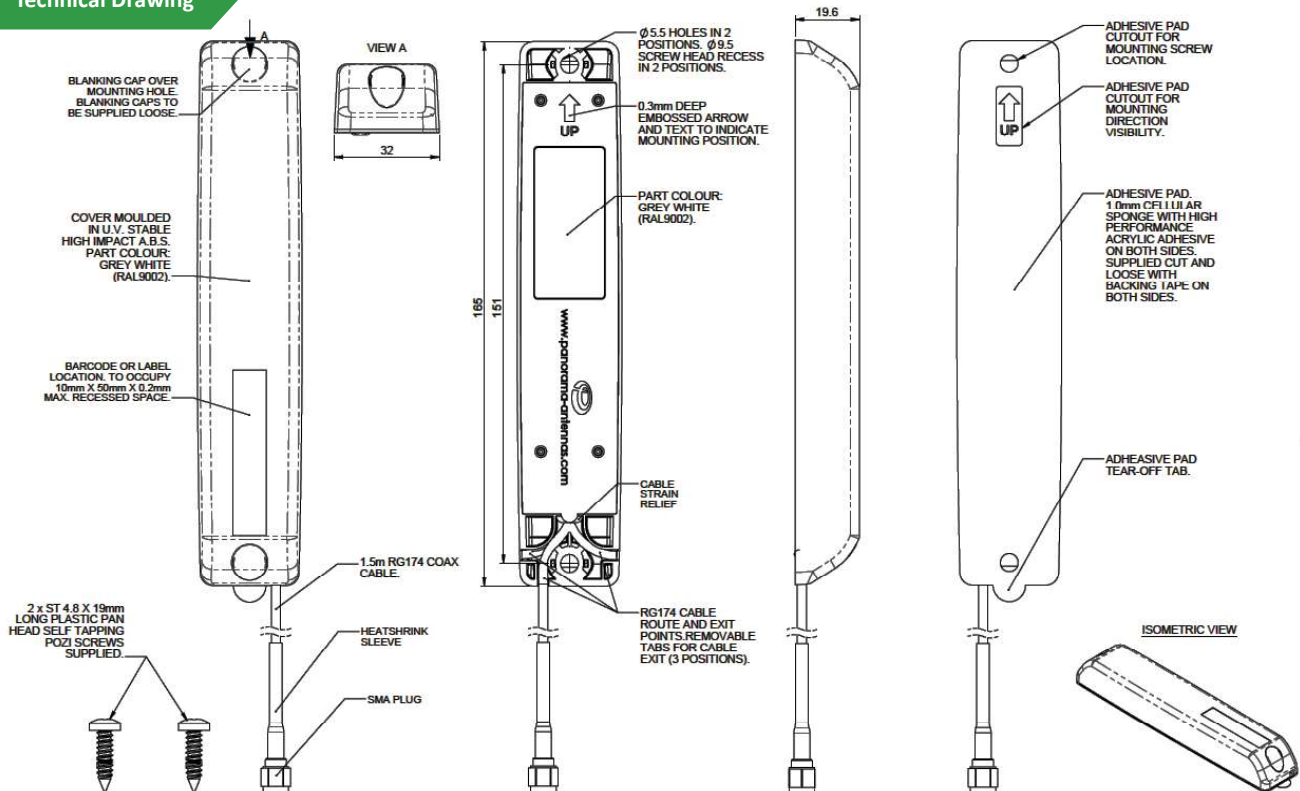 Technical Drawing
A
BLANKING CAP OVER
MOUNTING HOLE.
BLANKING CAPS TO
BE SUPPLIED LOOSE.
COVER MOULDED
IN U.V. STABLE
HIGH IMPACT A.B.S.
PART COLOUR:
GREY WHITE
(RAL9002).
BARCODE OR LABEL
LOCATION. TO OCCUPY
10mm X 50mm X 0.2mm
MAX. RECESSED SPACE.
2 x ST 4.8 X 19mm
LONG PLASTIC PAN
HEAD SELF TAPPING
POZI SCREWS
SUPPLIED.
VIEW A
32
1.5m RG174 COAX
CABLE.
HEATSHRINK
SLEEVE
SMA PLUG
165
151
UP
www.panorama-antennas.com
Ø5.5 HOLES IN 2
POSITIONS. Ø9.5
SCREW HEAD RECESS
IN 2 POSITIONS.
0.3mm DEEP
EMBOSSED ARROW
AND TEXT TO INDICATE
MOUNTING POSITION.
PART COLOUR:
GREY WHITE
(RAL9002).
CABLE
STRAIN
RELIEF
RG174 CABLE
ROUTE AND EXIT
POINTS.REMOVABLE
TABS FOR CABLE
EXIT (3 POSITIONS).
19.6
UP
ADHESIVE PAD
CUTOUT FOR
MOUNTING SCREW
LOCATION.
ADHESIVE PAD
CUTOUT FOR
MOUNTING
DIRECTION
VISIBILITY.
ADHESIVE PAD.
1.0mm CELLULAR
SPONGE WITH HIGH
PERFORMANCE
ACRYLIC ADHESIVE
ON BOTH SIDES.
SUPPLIED CUT AND
LOOSE WITH
BACKING TAPE ON
BOTH SIDES.
ADHEASIVE PAD
TEAR-OFF TAB.
ISOMETRIC VIEW